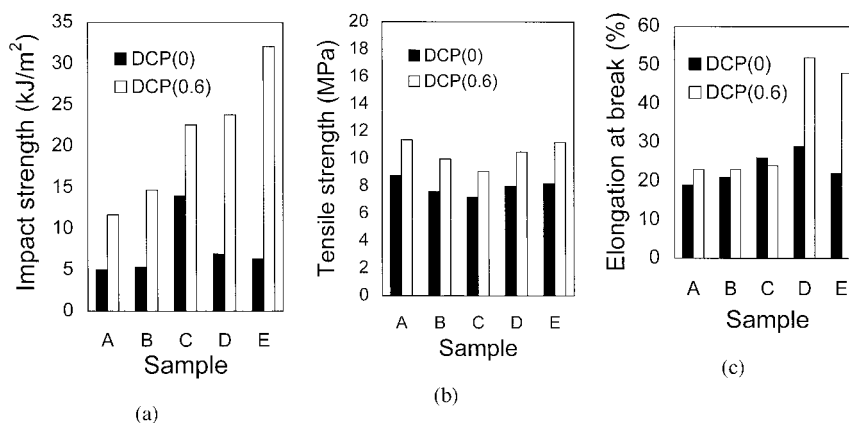 Impact strength (kJ/m²)
35
30
25
20
15
10
5
0
DCP(0)
DCP(0.6)
A B C D E
Sample
(a)
Tensile strength (MPa)
20
18
16
14
12
10
8
6
4
2
0
DCP(0)
DCP(0.6)
A B C D E
Sample
(b)
Elongation at break (%)
60
50
40
30
20
10
0
DCP(0)
DCP(0.6)
A B C D E
Sample
(c)